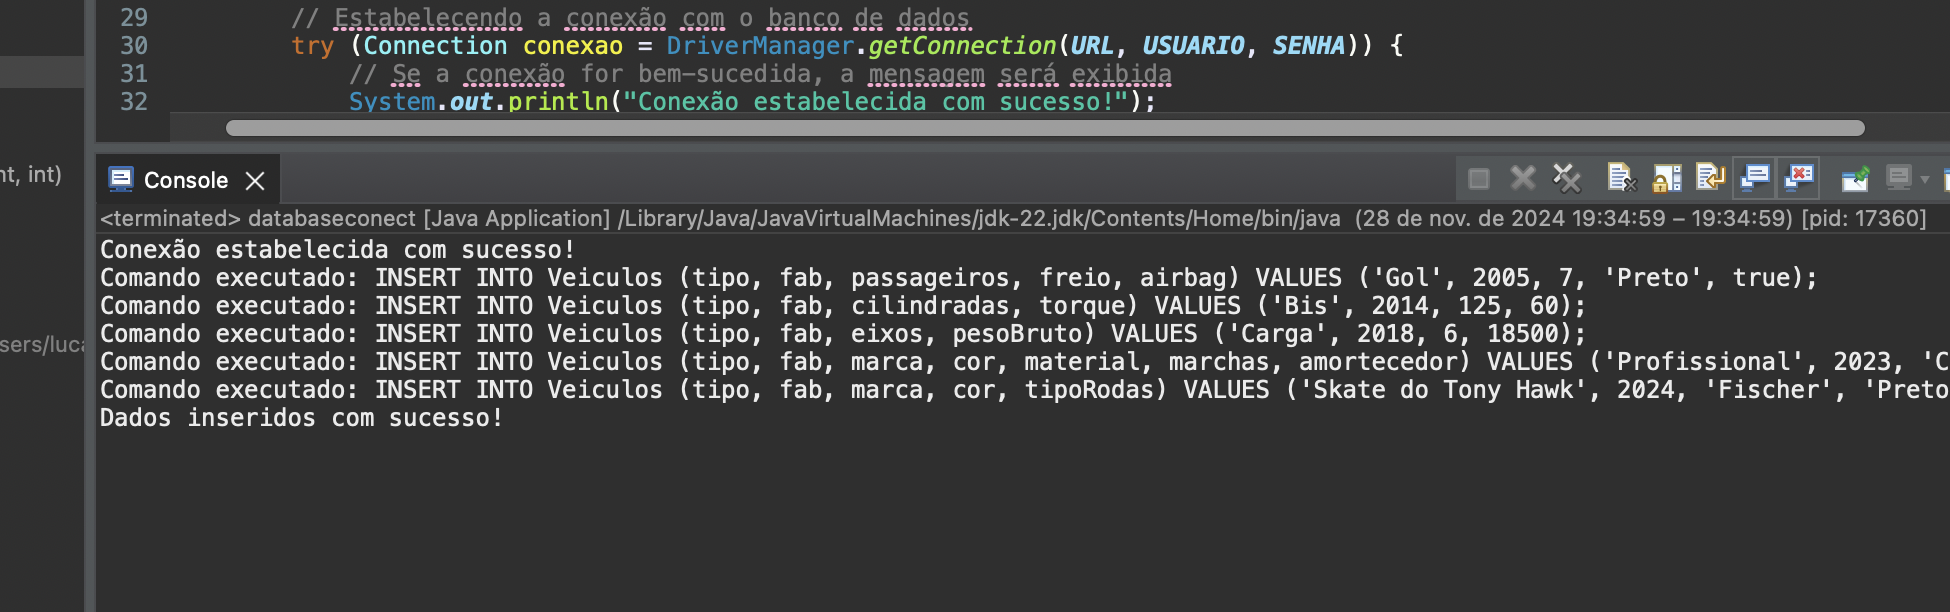 29 // Estabelecendo a conexão com o banco de dados
30 try (Connection conexao = DriverManager.getConnection(URL, USUARIO, SENHA)) {
31 // Se a conexão for bem-sucedida, a mensagem será exibida
32 System.out.println("Conexão estabelecida com sucesso!");
nt, int)
Console
<terminated> databaseconect [Java Application] /Library/Java/JavaVirtualMachines/jdk-22.jdk/Contents/Home/bin/java (28 de nov. de 2024 19:34:59 – 19:34:59) [pid: 17360]
Conexão estabelecida com sucesso!
Comando executado: INSERT INTO Veiculos (tipo, fab, passageiros, freio, airbag) VALUES ('Gol', 2005, 7, 'Preto', true);
Comando executado: INSERT INTO Veiculos (tipo, fab, cilindradas, torque) VALUES ('Bis', 2014, 125, 60);
Comando executado: INSERT INTO Veiculos (tipo, fab, eixos, pesoBruto) VALUES ('Carga', 2018, 6, 18500);
sers/luca
Comando executado: INSERT INTO Veiculos (tipo, fab, marca, cor, material, marchas, amortecedor) VALUES ('Profissional', 2023, 'C
Comando executado: INSERT INTO Veiculos (tipo, fab, marca, cor, tipoRodas) VALUES ('Skate do Tony Hawk', 2024, 'Fischer', 'Preto
Dados inseridos com sucesso!